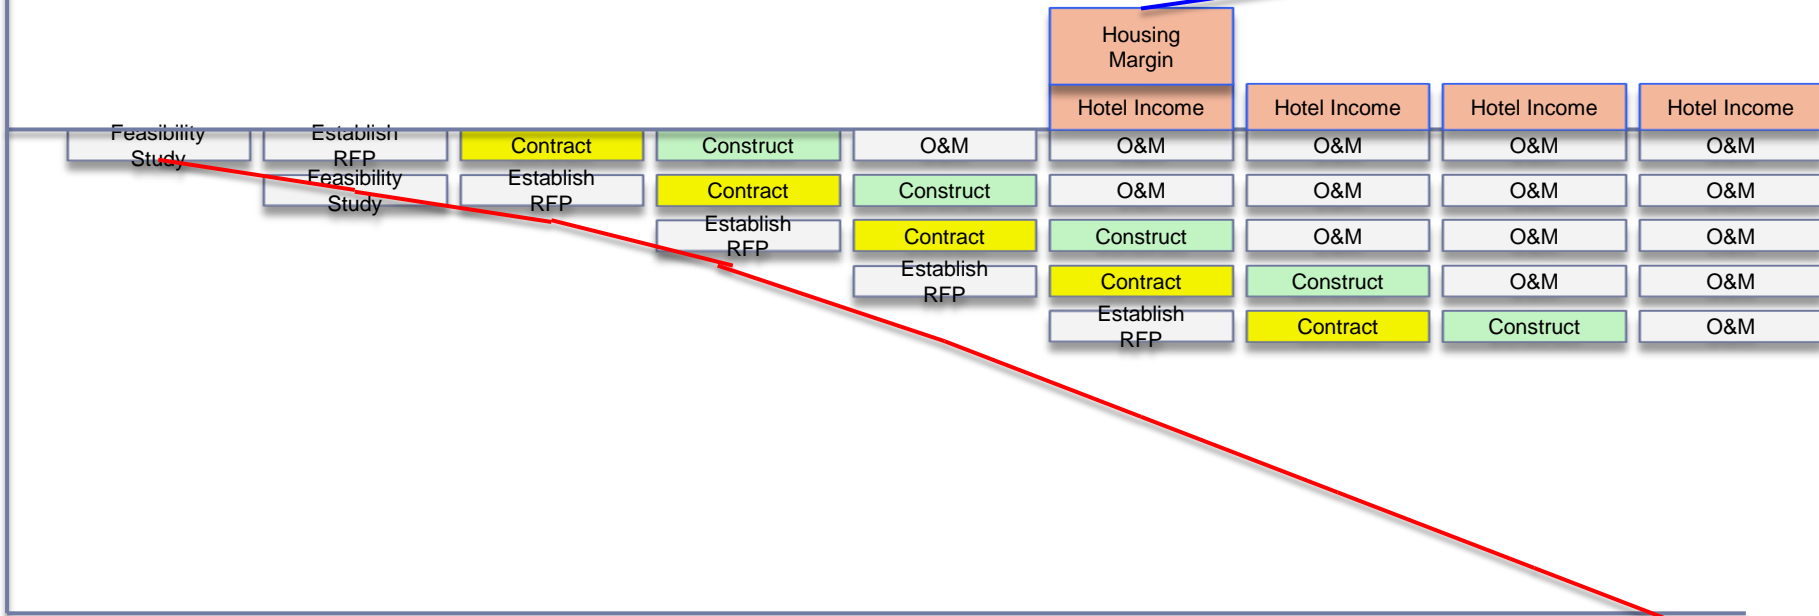 Housing
Margin
Hotel Income
Hotel Income
Hotel Income
Hotel Income
Feasibility
Study
Establish
RFP
Contract
Construct
O&M
O&M
O&M
O&M
O&M
Feasibility
Study
Establish
RFP
Contract
Construct
O&M
O&M
O&M
O&M
Establish
RFP
Contract
Construct
O&M
O&M
O&M
Establish
RFP
Contract
Construct
O&M
O&M
Establish
RFP
Contract
Construct
O&M